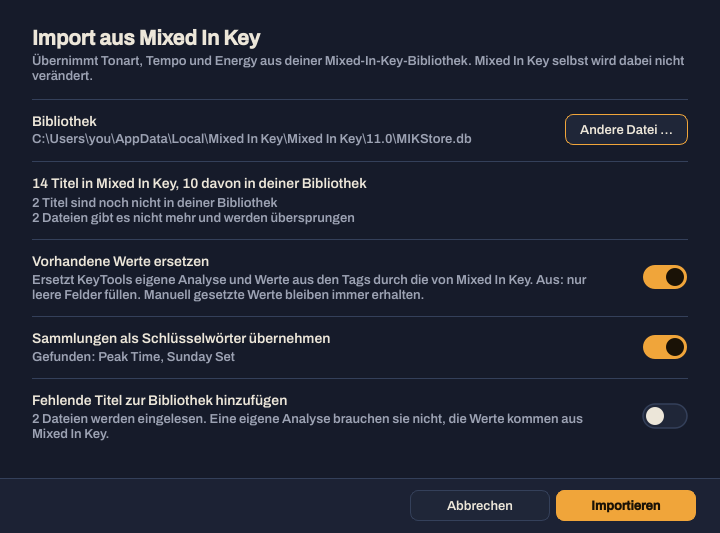 Import aus Mixed In Key
Übernimmt Tonart, Tempo und Energy aus deiner Mixed-In-Key-Bibliothek. Mixed In Key selbst wird dabei nicht
verändert.
Bibliothek
C:\Users\you\AppData\Local\Mixed In Key\Mixed In Key\11.0\MIKStore.db
Andere Datei ...
14 Titel in Mixed In Key, 10 davon in deiner Bibliothek
2 Titel sind noch nicht in deiner Bibliothek
2 Dateien gibt es nicht mehr und werden übersprungen
Vorhandene Werte ersetzen
Ersetzt KeyTools eigene Analyse und Werte aus den Tags durch die von Mixed In Key. Aus: nur
leere Felder füllen. Manuell gesetzte Werte bleiben immer erhalten.
Sammlungen als Schlüsselwörter übernehmen
Gefunden: Peak Time, Sunday Set
Fehlende Titel zur Bibliothek hinzufügen
2 Dateien werden eingelesen. Eine eigene Analyse brauchen sie nicht, die Werte kommen aus
Mixed In Key.
Abbrechen
Importieren